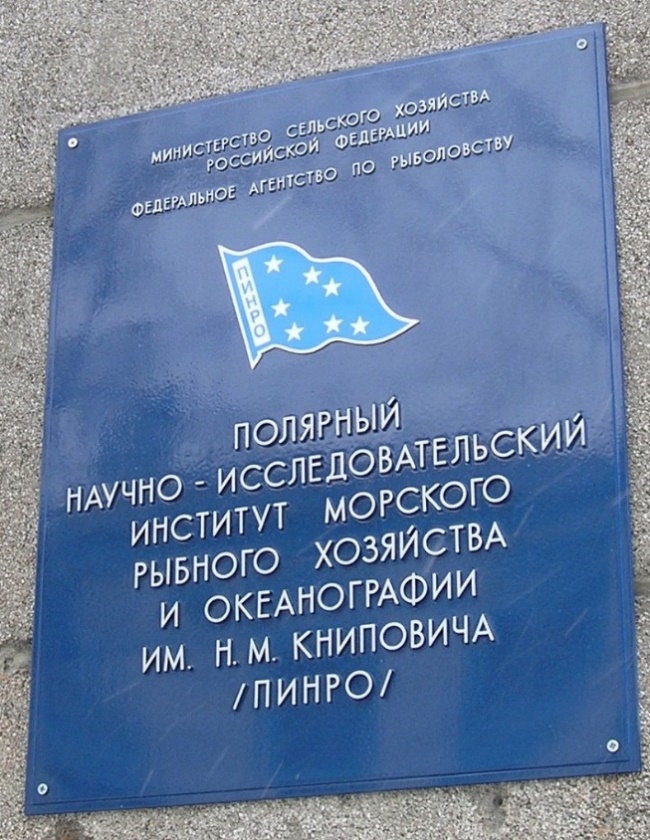 МИНИСТЕРСТВО СЕЛЬСКОГО ХОЗЯЙСТВА
РОССИЙСКОЙ ФЕДЕРАЦИИ
ФЕДЕРАЛЬНОЕ АГЕНТСТВО ПО РЫБОЛОВСТВУ
ПИНРО
ПОЛЯРНЫЙ
НАУЧНО - ИССЛЕДОВАТЕЛЬСКИЙ
ИНСТИТУТ МОРСКОГО
РЫБНОГО ХОЗЯЙСТВА
И ОКЕАНОГРАФИИ
ИМ. Н. М. КНИПОВИЧА
/ПИНРО/